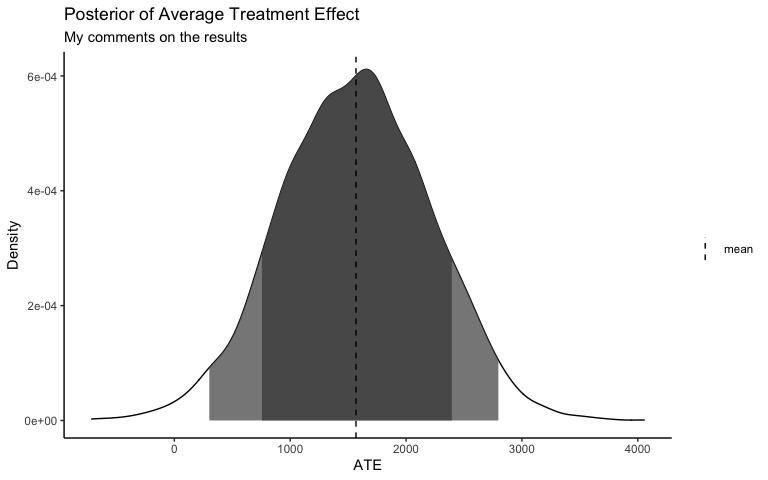 Posterior of Average Treatment Effect
My comments on the results
6e-04
4e-04
2e-04
0e+00
Density
0
1000
2000
3000
4000
ATE
mean